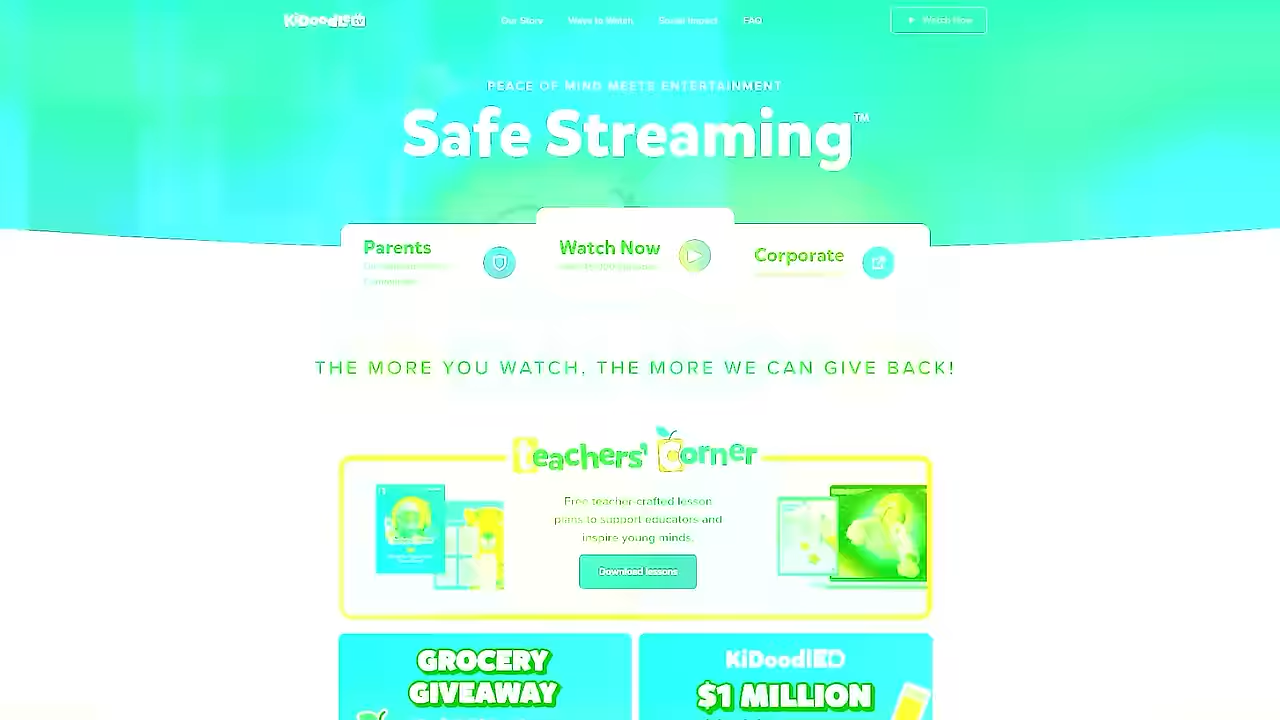 Our Story
Ways to Watch
Social Impact
FAQ
Watch Now
PEACE OF MIND MEETS ENTERTAINMENT
Safe Streaming™
Parents
Watch Now
Corporate
THE MORE YOU WATCH, THE MORE WE CAN GIVE BACK!
teachers' corner
Free teacher-crafted lesson
plans to support educators and
inspire young minds.
Download lessons
GROCERY
GIVEAWAY
KiDoodlED
$1 MILLION